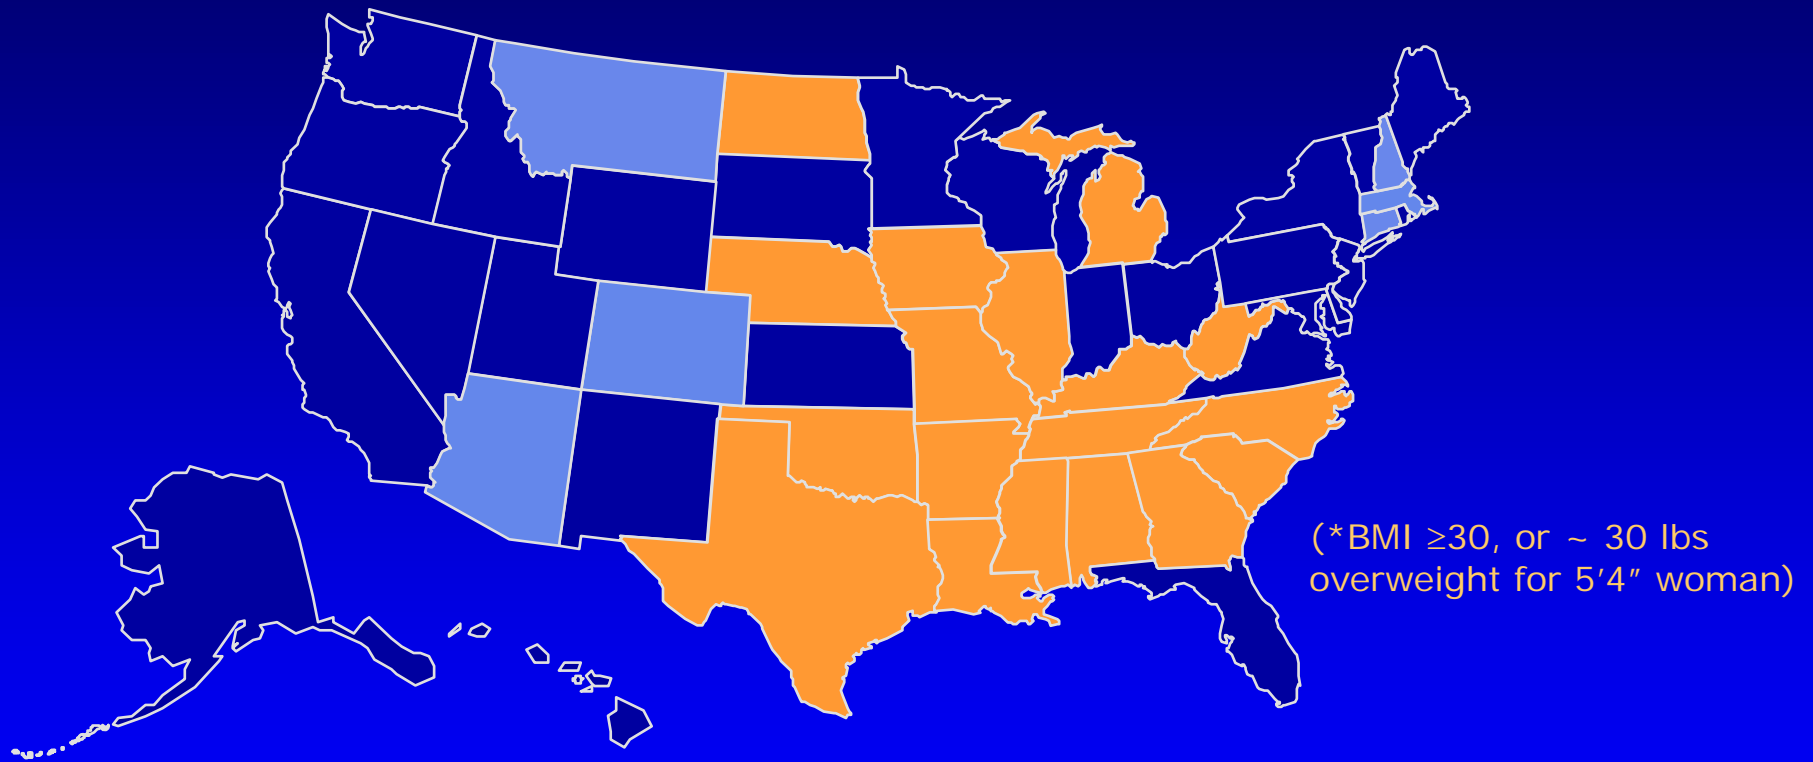 (*BMI ≥30, or ~ 30 lbs
overweight for 5’4” woman)